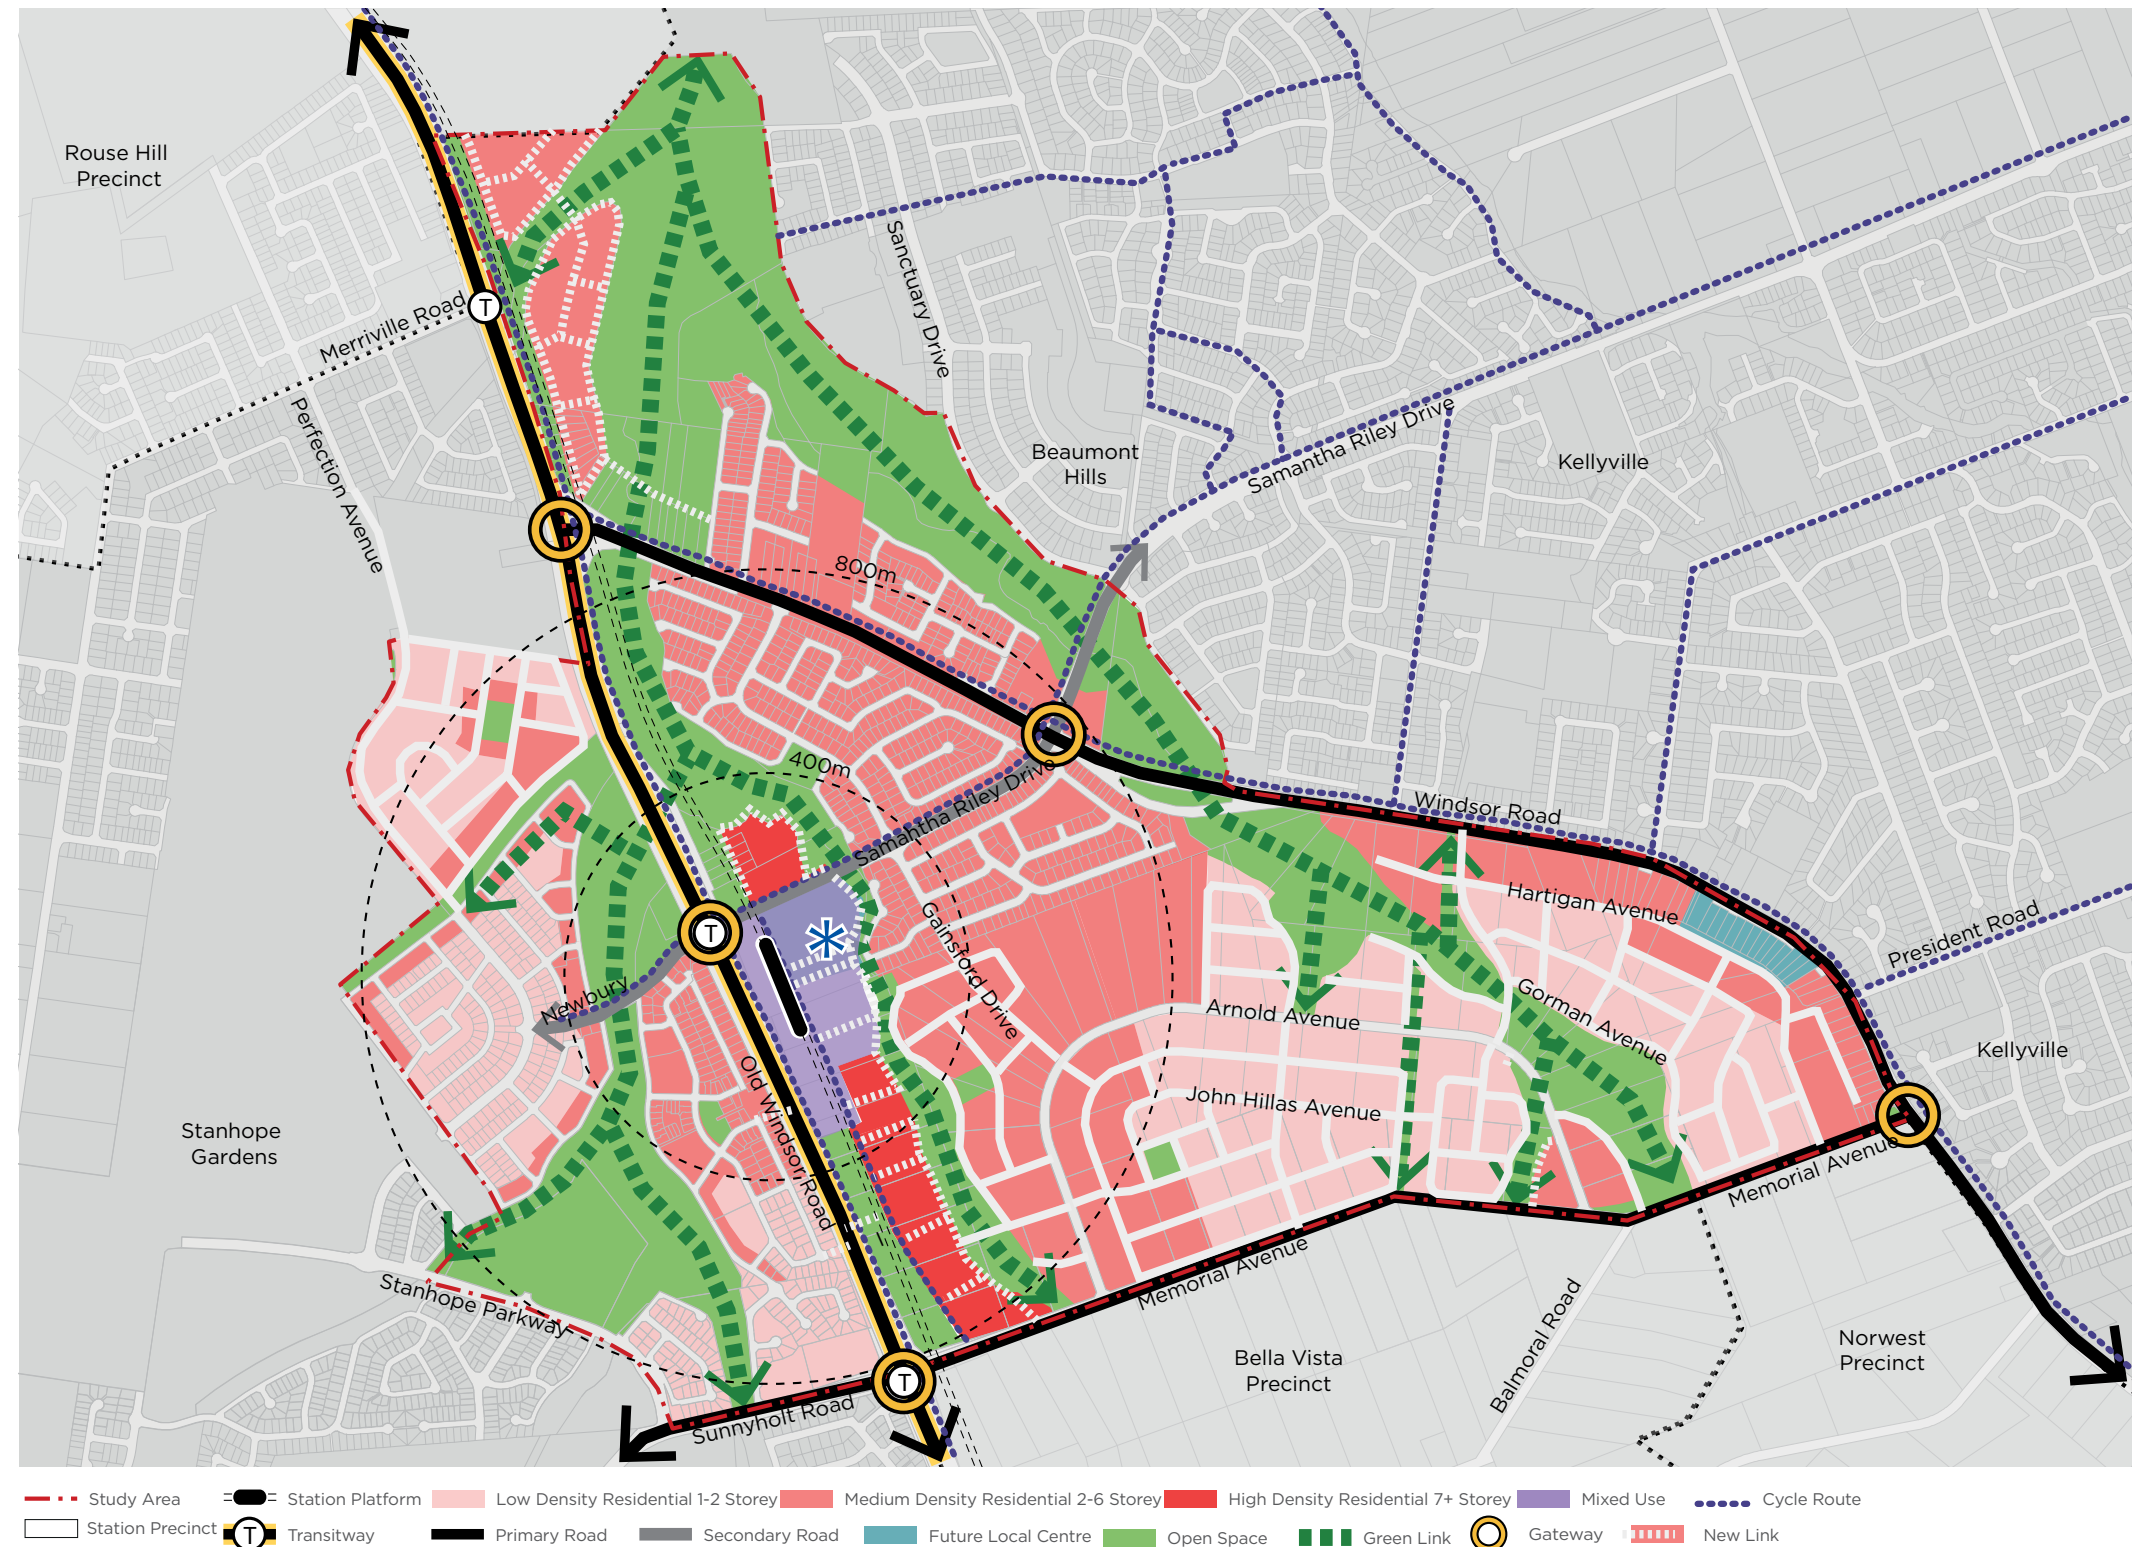 Rouse Hill
Precinct
Merriville Road
T
Perfection Avenue
Sanctuary Drive
Beaumont
Hills
Samantha Riley Drive
Kellyville
800m
400m
Samantha Riley Drive
Windsor Road
Hartigan Avenue
President Road
Gainsford Drive
T
Newbury
Arnold Avenue
Gorman Avenue
Kellyville
Old Windsor Road
John Hillas Avenue
Stanhope
Gardens
Memorial Avenue
Memorial Avenue
Stanhope Parkway
Balmoral Road
Norwest
Precinct
Bella Vista
Precinct
T
Sunnyholt Road
Study Area
Station Platform
Low Density Residential 1-2 Storey
Medium Density Residential 2-6 Storey
High Density Residential 7+ Storey
Mixed Use
Cycle Route
Station Precinct
T
Transitway
Primary Road
Secondary Road
Future Local Centre
Open Space
Green Link
Gateway
New Link